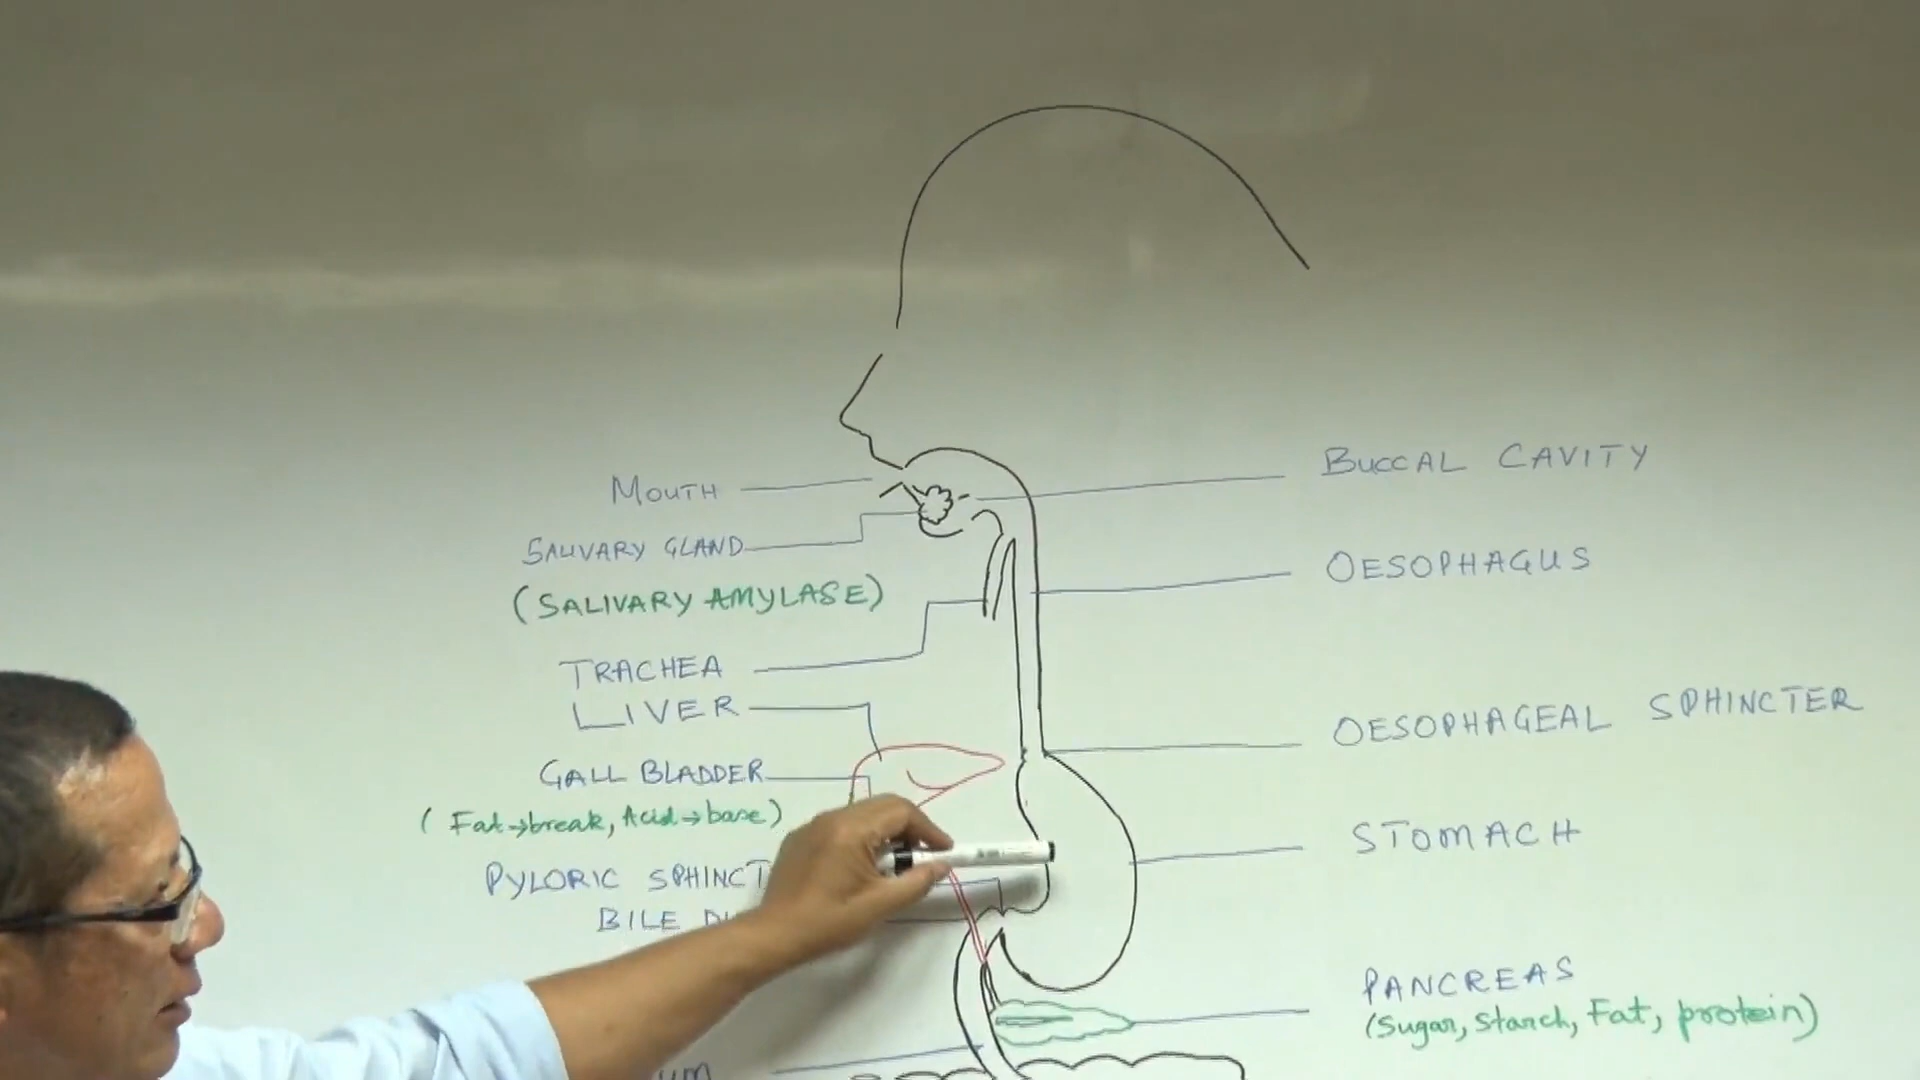 MOUTH
SALIVARY GLAND
(SALIVARY AMYLASE)
TRACHEA
LIVER
GALL BLADDER
(Fat→break, Acid→base)
PYLORIC
BILE
BUCCAL CAVITY
OESOPHAGUS
OESOPHAGEAL SPHINCTER
STOMACH
PANCREAS
(Sugar, Starch, Fat, protein)